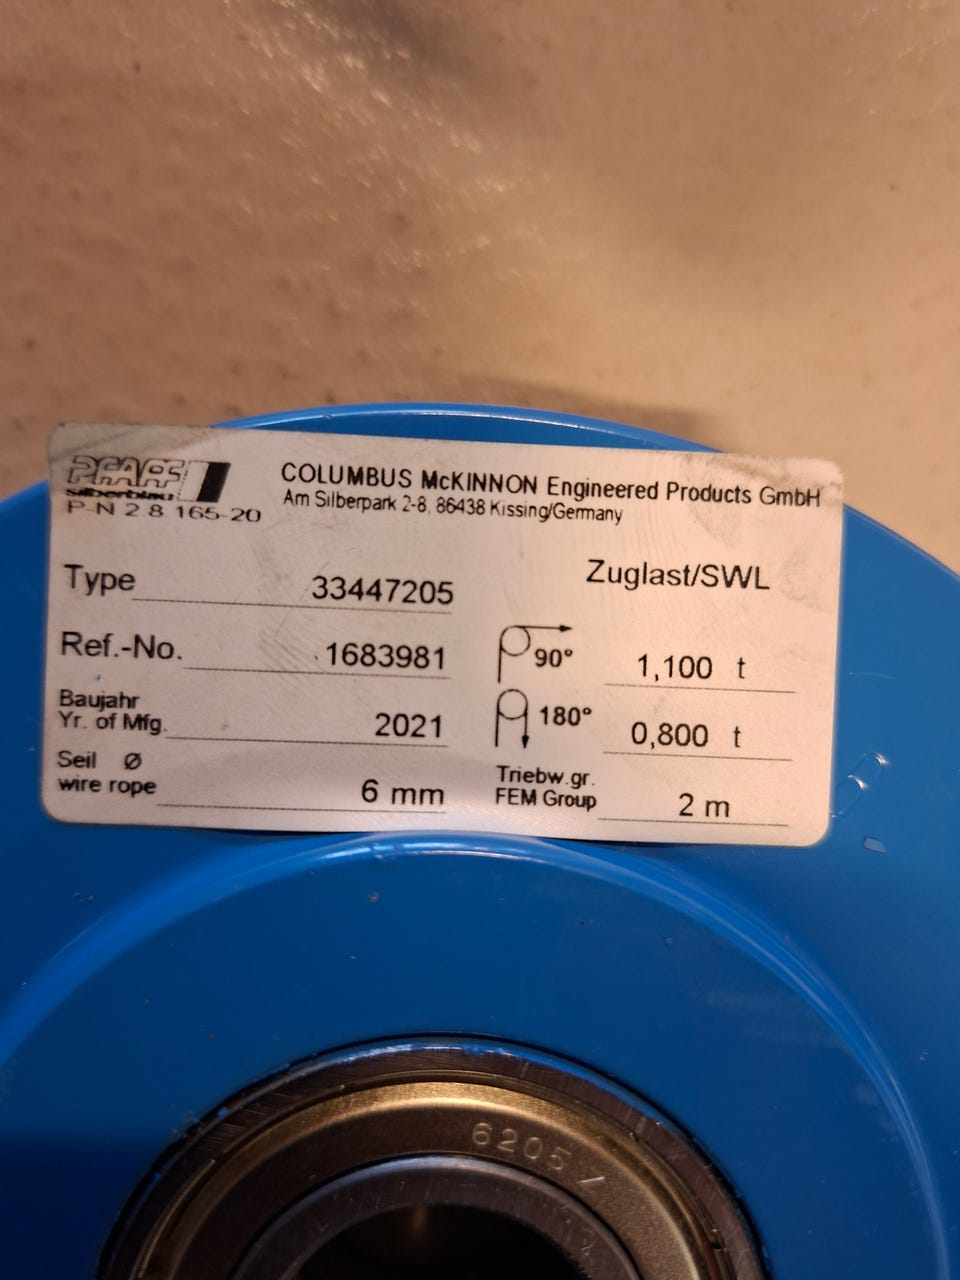 PFAFF
silberblau
P-N 2.8 165-20
COLUMBUS McKINNON Engineered Products GmbH
Am Silberpark 2-8, 86438 Kissing/Germany
Type 33447205
Ref.-No. 1683981
Baujahr
Yr. of Mfg. 2021
Seil Ø
wire rope 6 mm
Zuglast/SWL
90° 1,100 t
180° 0,800 t
Triebw.gr.
FEM Group 2 m
6205 /